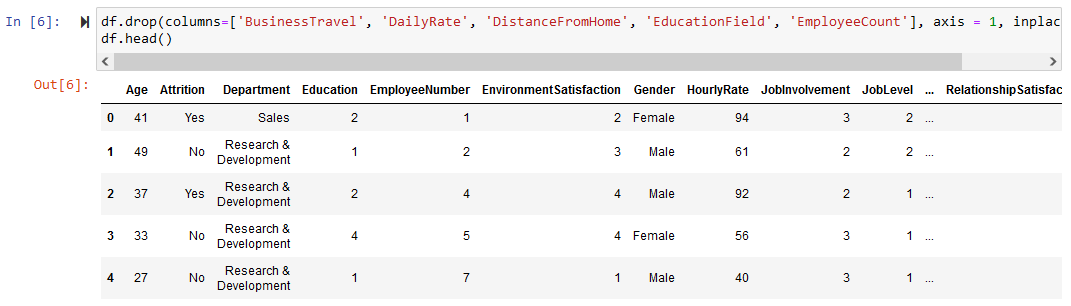 In [6]:
df.drop(columns=['BusinessTravel', 'DailyRate', 'DistanceFromHome', 'EducationField', 'EmployeeCount'], axis = 1, inplac
df.head()
Out[6]:
Age Attrition Department Education EmployeeNumber EnvironmentSatisfaction Gender HourlyRate JobInvolvement JobLevel ... RelationshipSatisfac
0 41 Yes Sales 2 1 2 Female 94 3 2 ...
1 49 No Research & Development 1 2 3 Male 61 2 2 ...
2 37 Yes Research & Development 2 4 4 Male 92 2 1 ...
3 33 No Research & Development 4 5 4 Female 56 3 1 ...
4 27 No Research & Development 1 7 1 Male 40 3 1 ...